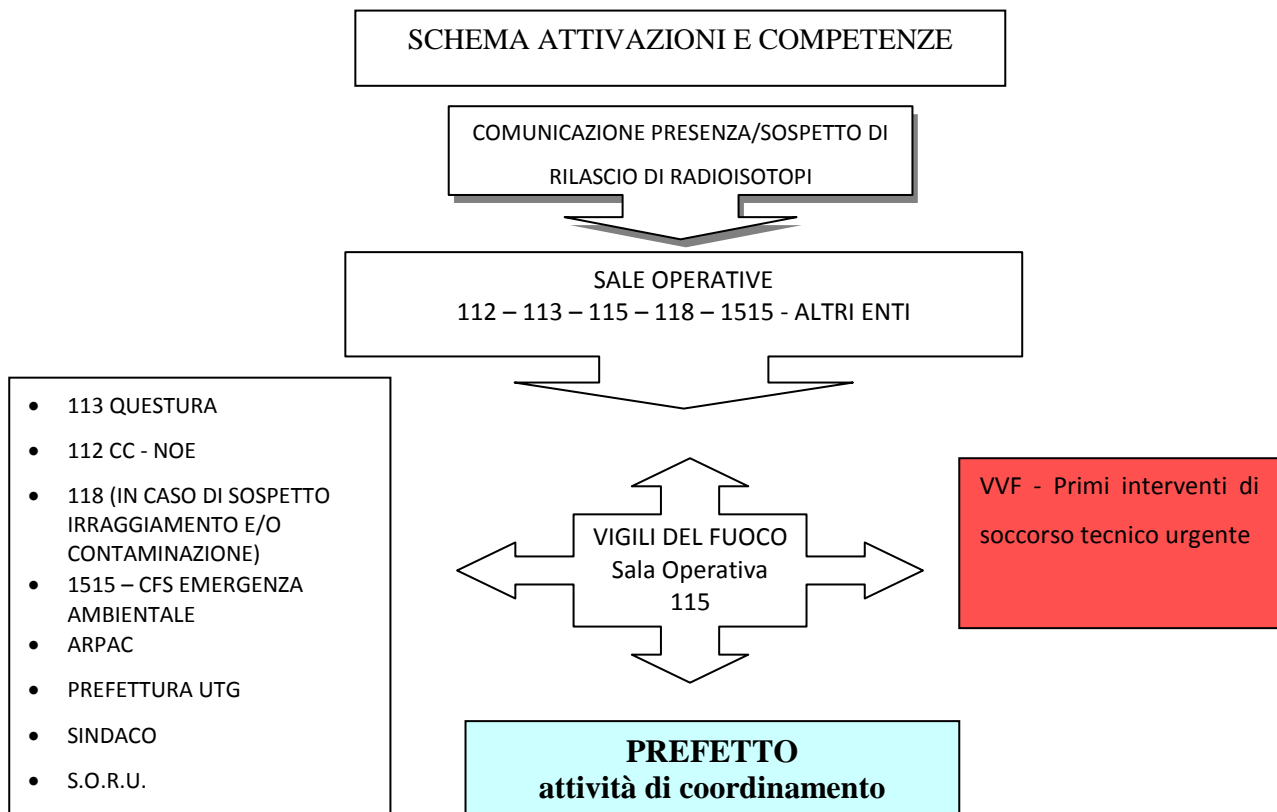 SCHEMA ATTIVAZIONI E COMPETENZE
COMUNICAZIONE PRESENZA/SOSPETTO DI
RILASCIO DI RADIOISOTOPI
SALE OPERATIVE
112 – 113 – 115 – 118 – 1515 - ALTRI ENTI
• 113 QUESTURA
• 112 CC - NOE
• 118 (IN CASO DI SOSPETTO
IRRAGGIAMENTO E/O
CONTAMINAZIONE)
• 1515 – CFS EMERGENZA
AMBIENTALE
• ARPAC
• PREFETTURA UTG
• SINDACO
• S.O.R.U.
VIGILI DEL FUOCO
Sala Operativa
115
VVF - Primi interventi di
soccorso tecnico urgente
PREFETTO
attività di coordinamento